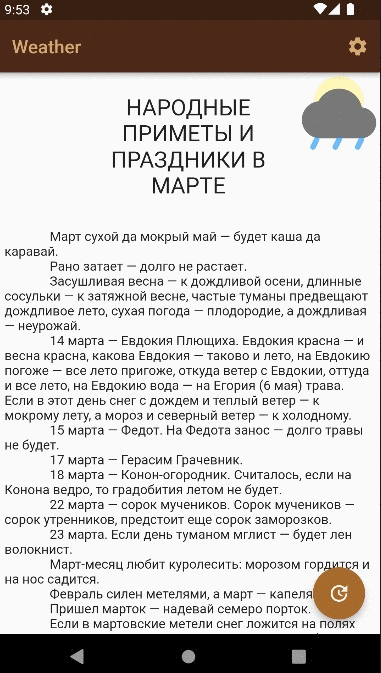 9:53
Weather
НАРОДНЫЕ
ПРИМЕТЫ И
ПРАЗДНИКИ В
МАРТЕ
Март сухой да мокрый май — будет каша да
каравай.
Рано затает — долго не растает.
Засушливая весна — к дождливой осени, длинные
сосульки — к затяжной весне, частые туманы предвещают
дождливое лето, сухая погода — плодородие, а дождливая
— неурожай.
14 марта — Евдокия Плющиха. Евдокия красна — и
весна красна, какова Евдокия — таково и лето, на Евдокию
погоже — все лето пригоже, откуда ветер с Евдокии, оттуда
и все лето, на Евдокию вода — на Егория (6 мая) трава.
Если в этот день снег с дождем и теплый ветер — к
мокрому лету, а мороз и северный ветер — к холодному.
15 марта — Федот. На Федота занос — долго травы
не будет.
17 марта — Герасим Грачевник.
18 марта — Конон-огородник. Считалось, если на
Конона ведро, то градобития летом не будет.
22 марта — сорок мучеников. Сорок мучеников —
сорок утренников, предстоит еще сорок заморозков.
23 марта. Если день туманом мглист — будет лен
волокнист.
Март-месяц любит куролесить: морозом гордится и
на нос садится.
Февраль силен метелями, а март — капеля
Пришел марток — надевай семеро порток.
Если в мартовские метели снег ложится на полях